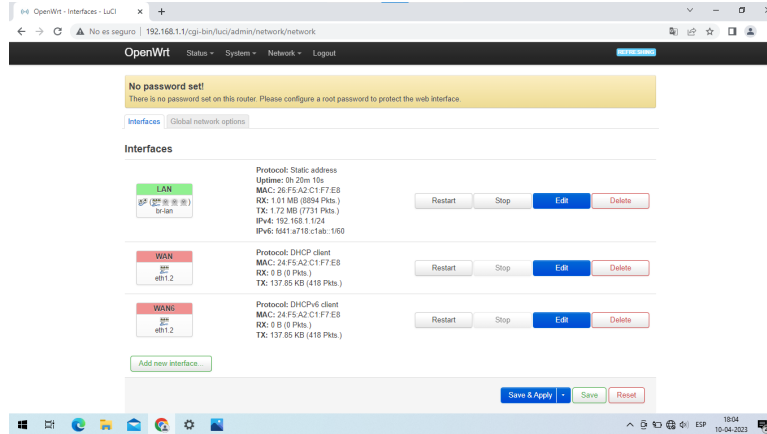 OpenWrt - Interfaces - LuCI
No es seguro | 192.168.1.1/cgi-bin/luci/admin/network/network
OpenWrt Status System Network Logout REFRESHING
No password set!
There is no password set on this router. Please configure a root password to protect the web interface.
Interfaces Global network options
Interfaces
LAN
br-lan
Protocol: Static address
Uptime: 0h 20m 10s
MAC: 26:F5:A2:C1:F7:E8
RX: 1.01 MB (8894 Pkts.)
TX: 1.72 MB (7731 Pkts.)
IPv4: 192.168.1.1/24
IPv6: fd41:a718:c1ab::1/60
Restart Stop Edit Delete
WAN
eth1.2
Protocol: DHCP client
MAC: 24:F5:A2:C1:F7:E8
RX: 0 B (0 Pkts.)
TX: 137.85 KB (418 Pkts.)
Restart Stop Edit Delete
WAN6
eth1.2
Protocol: DHCPv6 client
MAC: 24:F5:A2:C1:F7:E8
RX: 0 B (0 Pkts.)
TX: 137.85 KB (418 Pkts.)
Restart Stop Edit Delete
Add new interface...
Save & Apply Save Reset
ESP
18:04
10-04-2023